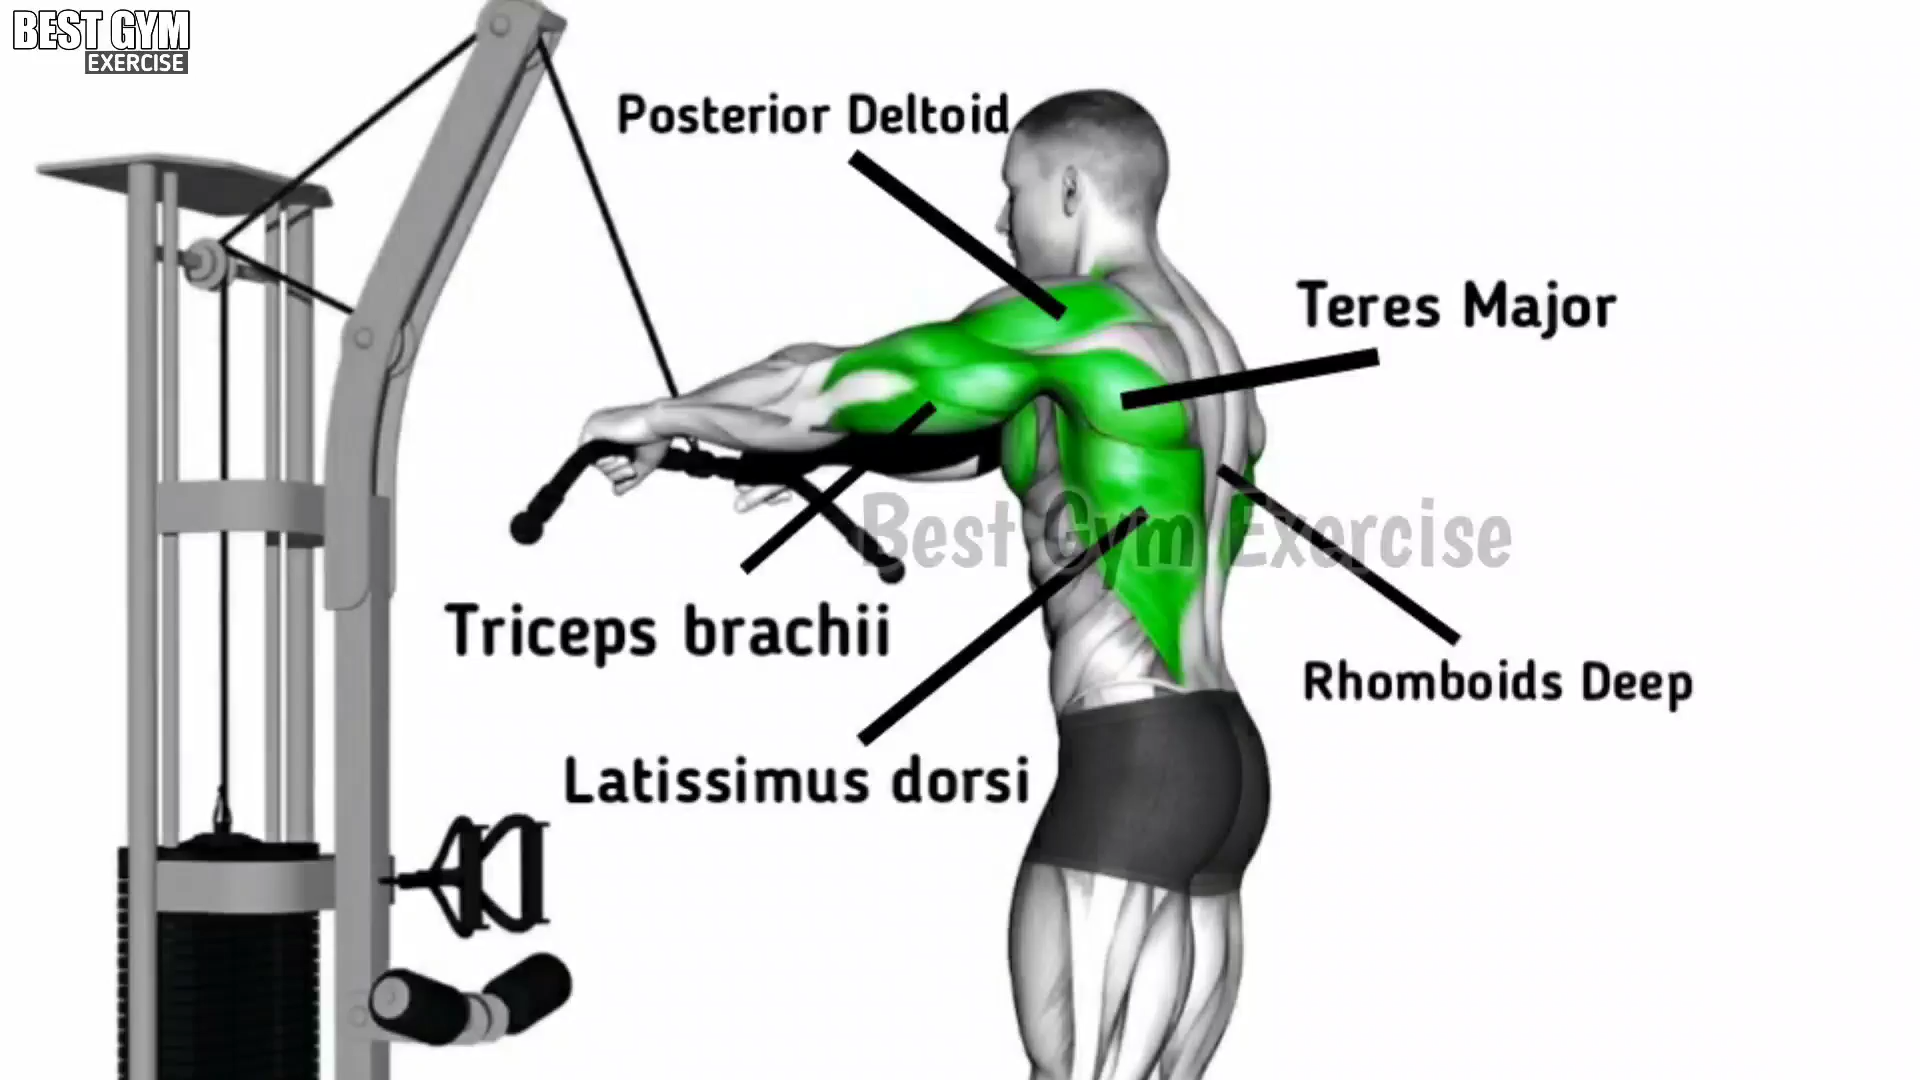 BEST GYM
EXERCISE
Posterior Deltoid
Teres Major
Best Gym Exercise
Triceps brachii
Rhomboids Deep
Latissimus dorsi